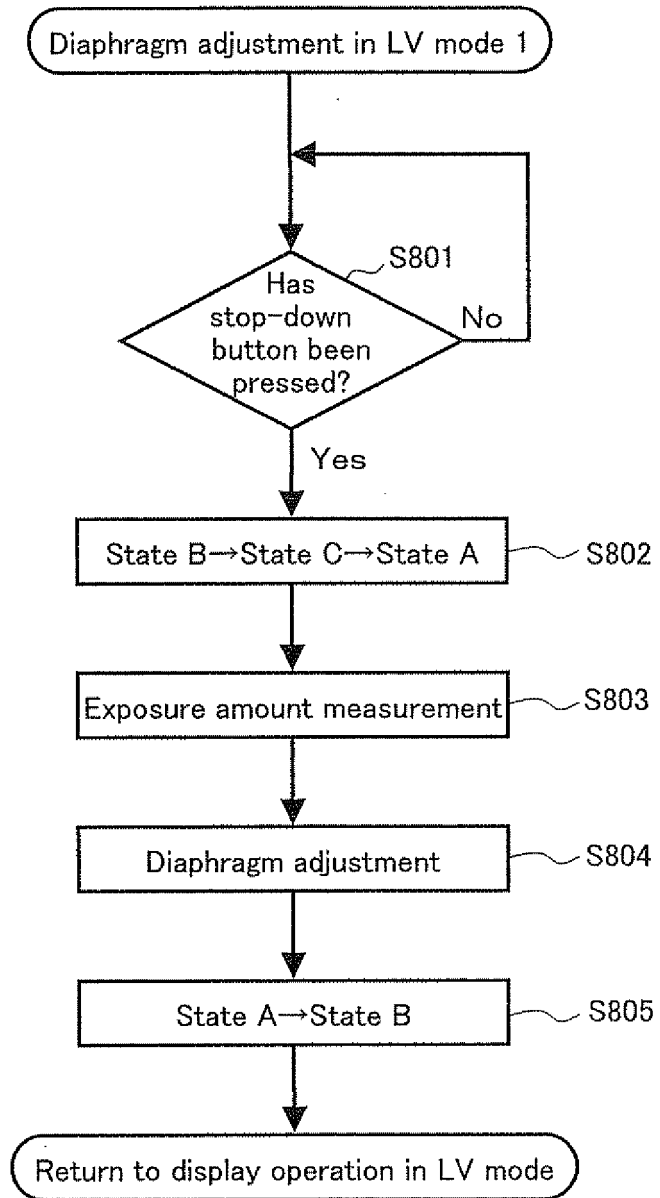 Diaphragm adjustment in LV mode 1
S801
Has
stop-down
button been
pressed?
No
Yes
State B→State C→State A
S802
Exposure amount measurement
S803
Diaphragm adjustment
S804
State A→State B
S805
Return to display operation in LV mode